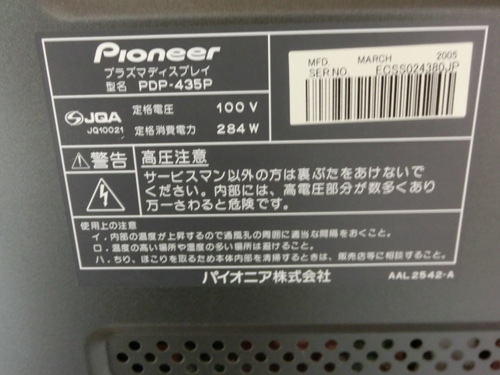 Pioneer
プラズマディスプレイ
型名 PDP-435P
MFD. MARCH 2005
SER.NO. ECSS024380JP
JQA
JQ10021
定格電圧 100V
定格消費電力 284W
警告 高圧注意
サービスマン以外の方は裏ぶたをあけないで
ください。内部には、高電圧部分が数多くあり
万一さわると危険です。
使用上の注意
イ．内部の温度が上昇するので通風孔の周囲に適当な間隔をおくこと。
ロ．温度の高い場所や湿度の多い場所は避けること。
ハ．ちり、ほこりを取るため本体内部を清掃するときは、販売店等に相談すること。
パイオニア株式会社
AAL2542-A